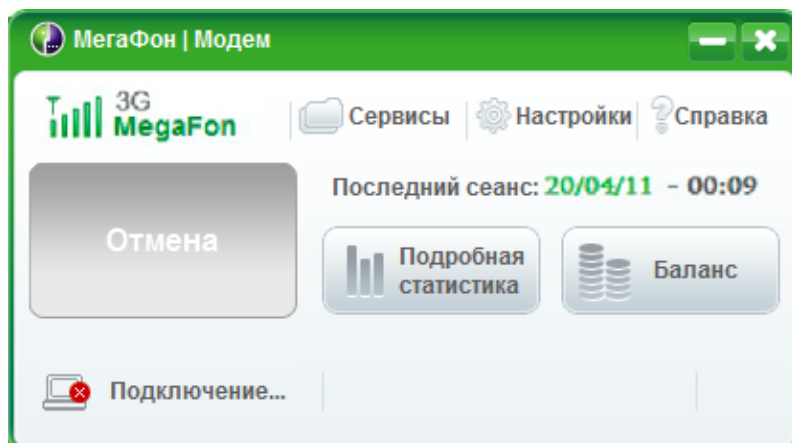 МегаФон | Модем
3G
MegaFon
Сервисы
Настройки
Справка
Последний сеанс: 20/04/11 - 00:09
Отмена
Подробная
статистика
Баланс
Подключение...